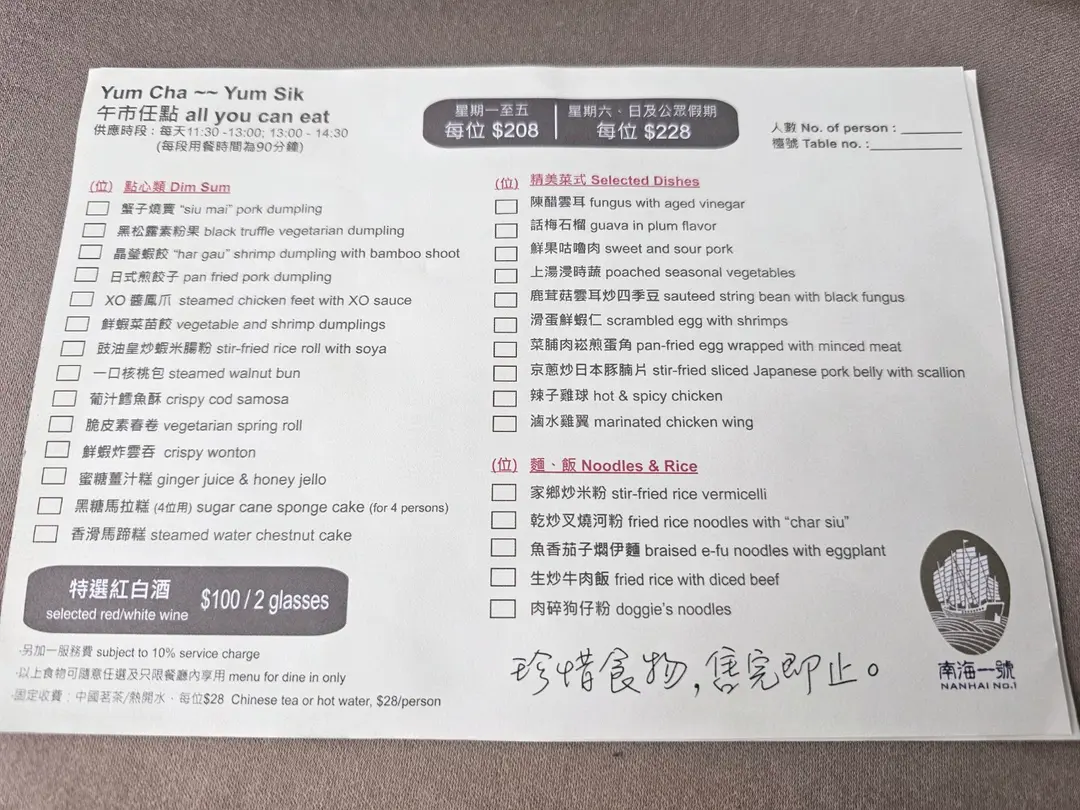 Yum Cha ~~ Yum Sik
午市任點 all you can eat
供應時段：每天11:30 -13:00; 13:00 - 14:30
(每段用餐時間為90分鐘)
星期一至五
每位 $208
星期六、日及公眾假期
每位 $228
人數 No. of person : ________
檯號 Table no. : ____________
(位) 點心類 Dim Sum
蟹子燒賣 “siu mai” pork dumpling
黑松露素粉果 black truffle vegetarian dumpling
晶瑩蝦餃 “har gau” shrimp dumpling with bamboo shoot
日式煎餃子 pan fried pork dumpling
XO 醬鳳爪 steamed chicken feet with XO sauce
鮮蝦菜苗餃 vegetable and shrimp dumplings
豉油皇炒蝦米腸粉 stir-fried rice roll with soya
一口核桃包 steamed walnut bun
葡汁鱈魚酥 crispy cod samosa
脆皮素春卷 vegetarian spring roll
鮮蝦炸雲吞 crispy wonton
蜜糖薑汁糕 ginger juice & honey jello
黑糖馬拉糕 (4位用) sugar cane sponge cake (for 4 persons)
香滑馬蹄糕 steamed water chestnut cake
特選紅白酒
selected red/white wine
$100 / 2 glasses
·另加一服務費 subject to 10% service charge
·以上食物可隨意任選及只限餐廳內享用 menu for dine in only
·固定收費：中國茗茶/熱開水，每位$28 Chinese tea or hot water, $28/person
(位) 精美菜式 Selected Dishes
陳醋雲耳 fungus with aged vinegar
話梅石榴 guava in plum flavor
鮮果咕嚕肉 sweet and sour pork
上湯浸時蔬 poached seasonal vegetables
鹿茸菇雲耳炒四季豆 sauteed string bean with black fungus
滑蛋鮮蝦仁 scrambled egg with shrimps
菜脯肉崧煎蛋角 pan-fried egg wrapped with minced meat
京蔥炒日本豚腩片 stir-fried sliced Japanese pork belly with scallion
辣子雞球 hot & spicy chicken
滷水雞翼 marinated chicken wing
(位) 麵、飯 Noodles & Rice
家鄉炒米粉 stir-fried rice vermicelli
乾炒叉燒河粉 fried rice noodles with “char siu”
魚香茄子燜伊麵 braised e-fu noodles with eggplant
生炒牛肉飯 fried rice with diced beef
肉碎狗仔粉 doggie's noodles
珍惜食物,售完即止。
南海一號
NANHAI No.1